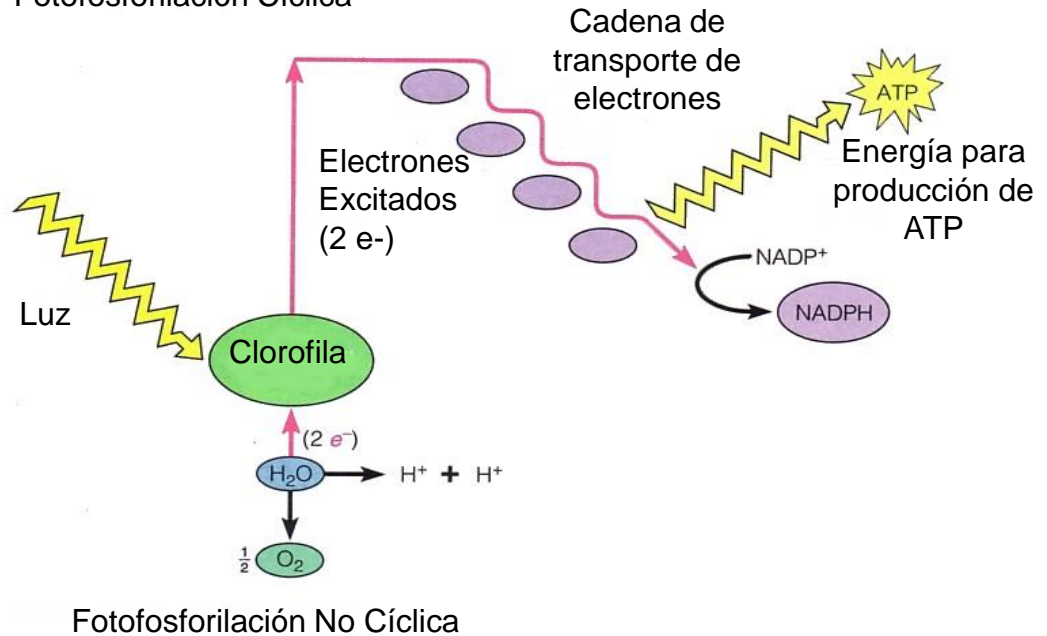 Cadena de
transporte de
electrones
ATP
Energía para
producción de
ATP
Electrones
Excitados
(2 e-)
NADP⁺
NADPH
Luz
Clorofila
(2 e⁻)
H₂O
H⁺ + H⁺
½ O₂
Fotofosforilación No Cíclica